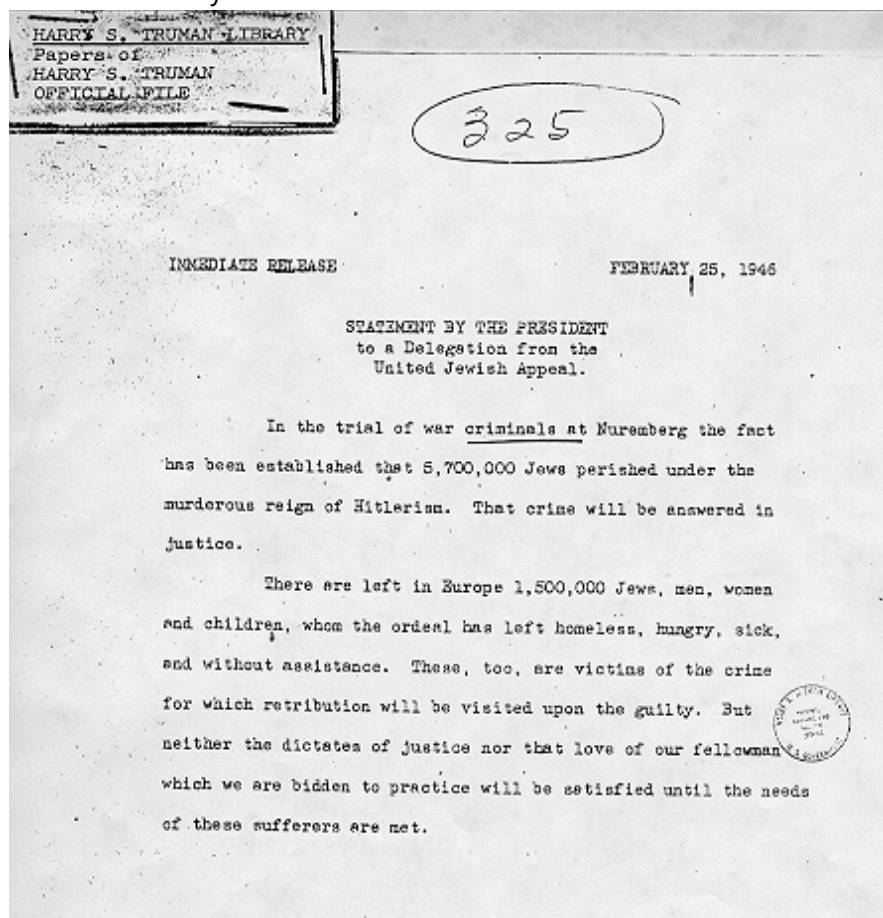 HARRY S. TRUMAN LIBRARY
Papers of
HARRY S. TRUMAN
OFFICIAL FILE
325
IMMEDIATE RELEASE
FEBRUARY 25, 1946
STATEMENT BY THE PRESIDENT
to a Delegation from the
United Jewish Appeal.
In the trial of war criminals at Nuremberg the fact
has been established that 5,700,000 Jews perished under the
murderous reign of Hitlerism. That crime will be answered in
justice.
There are left in Europe 1,500,000 Jews, men, women
and children, whom the ordeal has left homeless, hungry, sick,
and without assistance. These, too, are victims of the crime
for which retribution will be visited upon the guilty. But
neither the dictates of justice nor that love of our fellowman
which we are bidden to practice will be satisfied until the needs
of these sufferers are met.